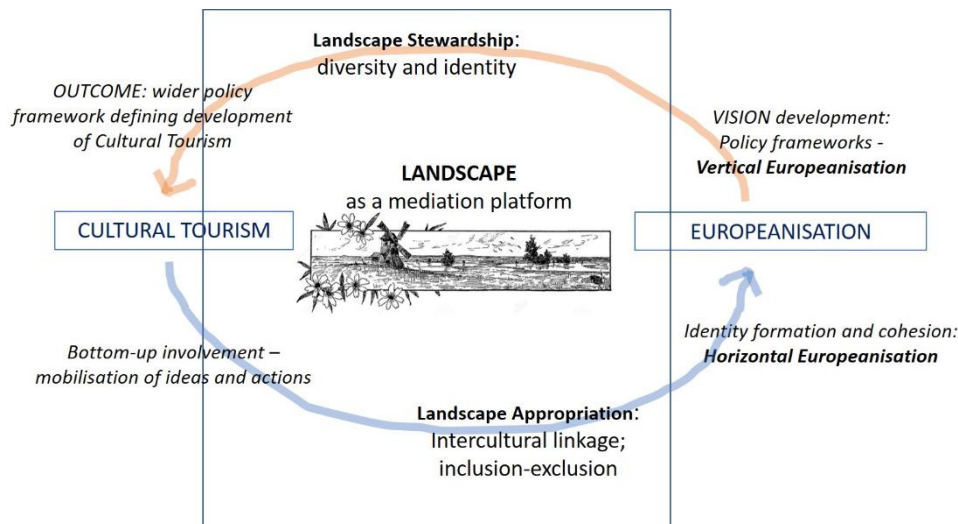 Landscape Stewardship:
diversity and identity
OUTCOME: wider policy
framework defining development
of Cultural Tourism
VISION development:
Policy frameworks -
Vertical Europeanisation
LANDSCAPE
as a mediation platform
CULTURAL TOURISM
EUROPEANISATION
Bottom-up involvement –
mobilisation of ideas and actions
Identity formation and cohesion:
Horizontal Europeanisation
Landscape Appropriation:
Intercultural linkage;
inclusion-exclusion